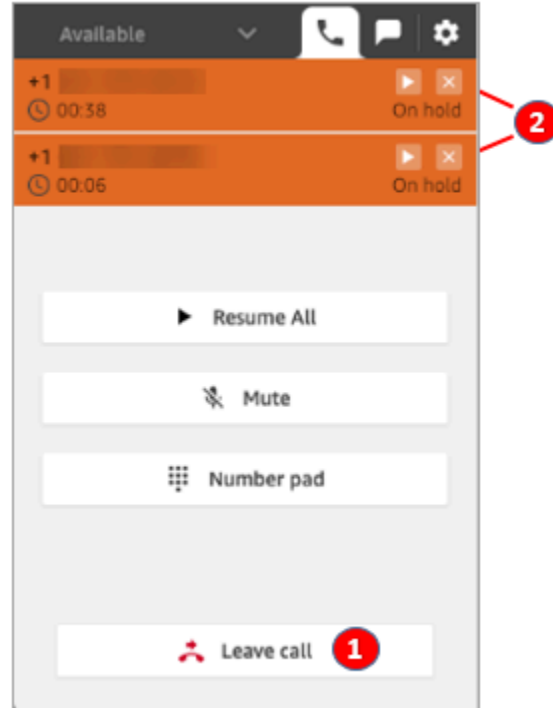 Available
+1
00:38 On hold
2
+1
00:06 On hold
Resume All
Mute
Number pad
Leave call 1